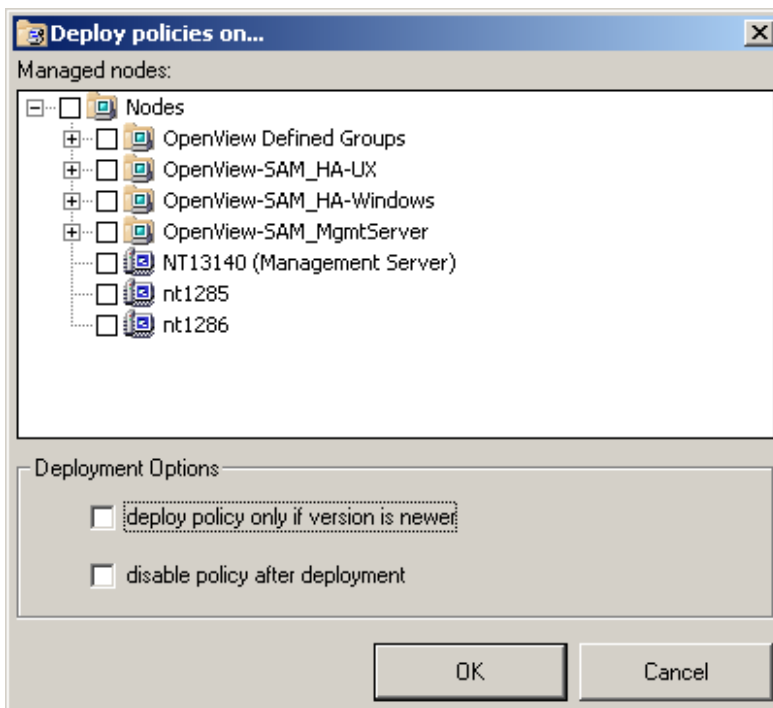 Deploy policies on...
Managed nodes:
Nodes
OpenView Defined Groups
OpenView-SAM_HA-UX
OpenView-SAM_HA-Windows
OpenView-SAM_MgmtServer
NT13140 (Management Server)
nt1285
nt1286
Deployment Options
deploy policy only if version is newer
disable policy after deployment
OK Cancel